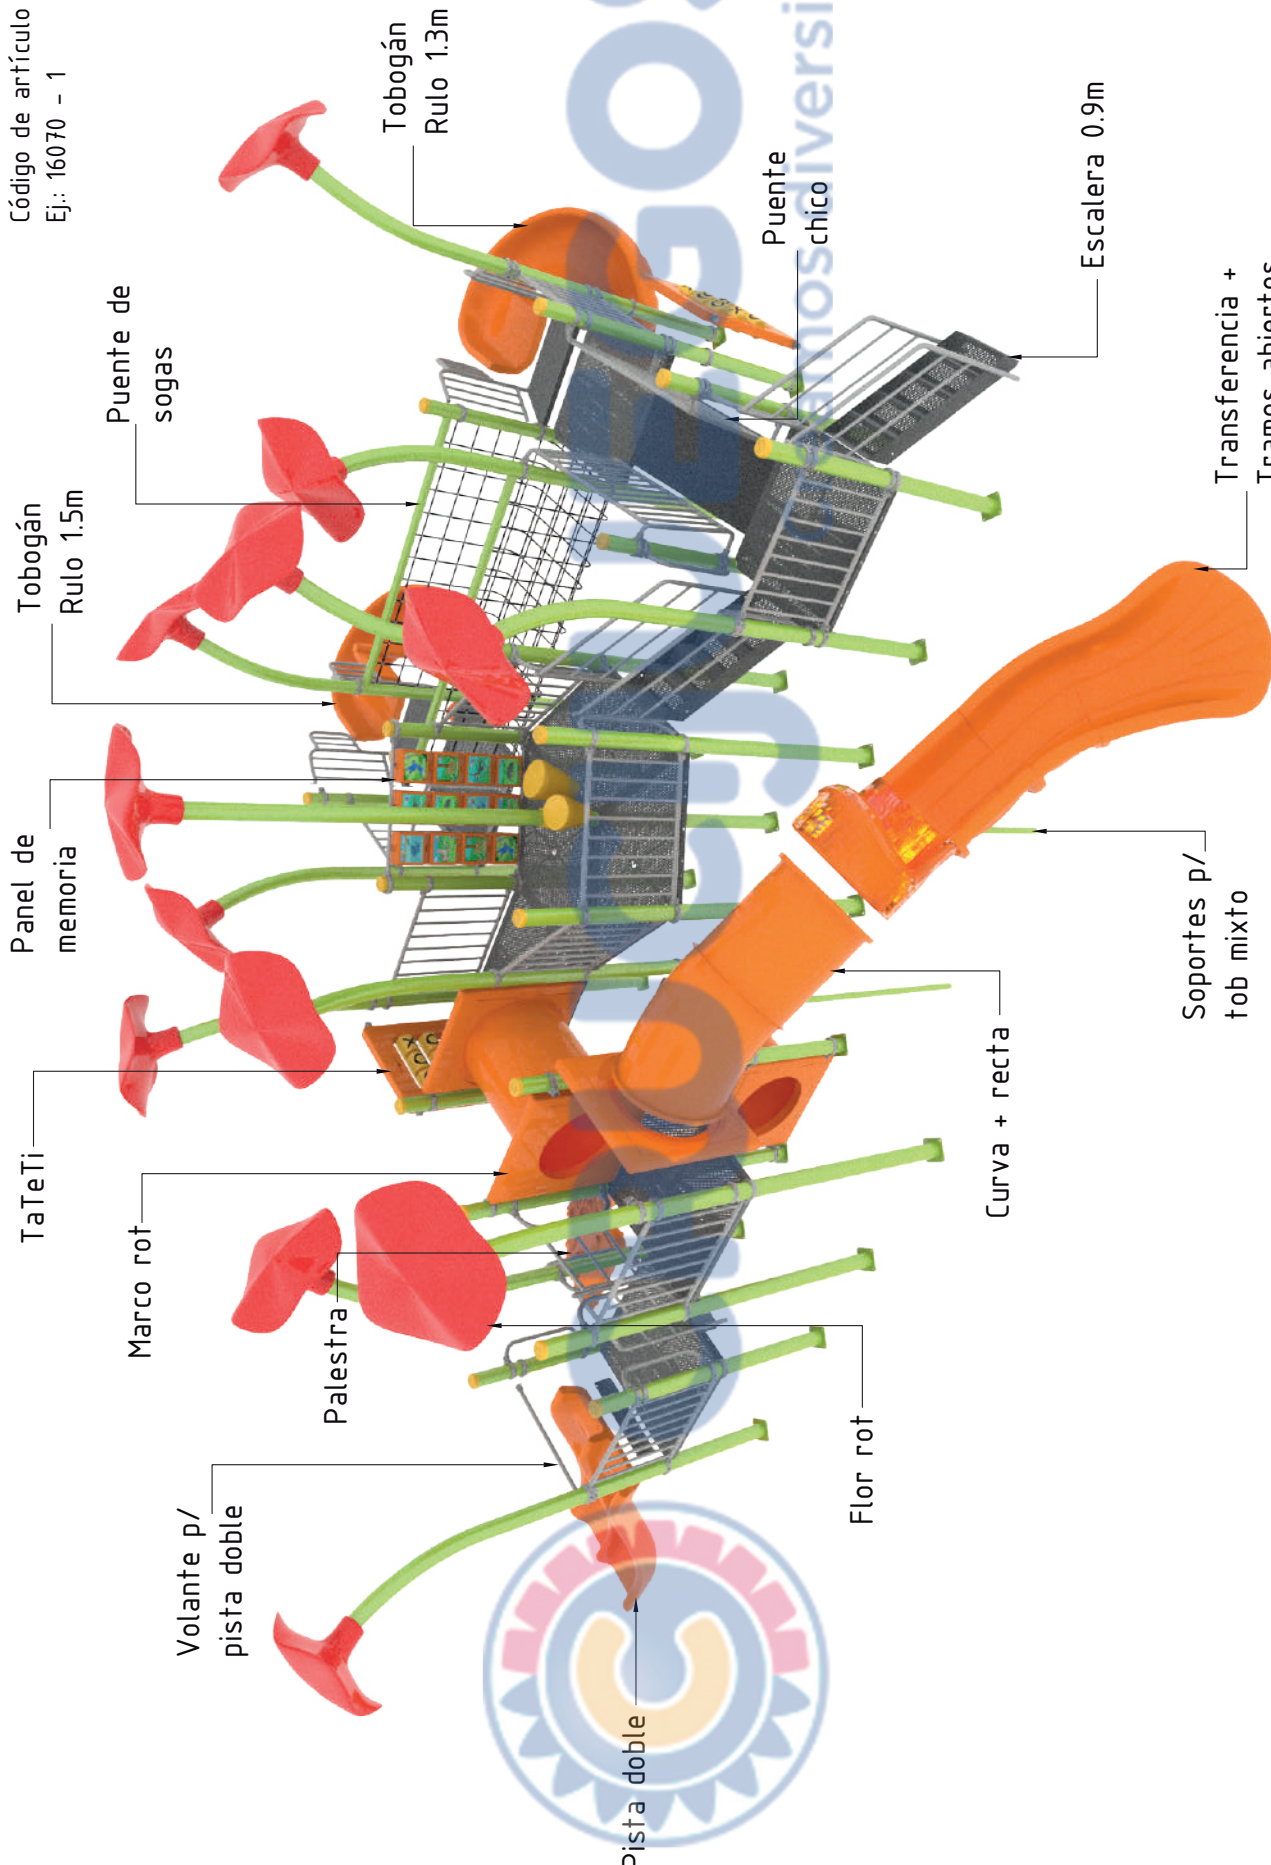 Código de artículo
Ej.: 16070 - 1
Tobogán
Rulo 1.3m
Puente de
sogas
Tobogán
Rulo 1.5m
Panel de
memoria
TaTeTi
Marco rot
Palestra
Volante p/
pista doble
Pista doble
Flor rot
Curva + recta
Soportes p/
tob mixto
Transferencia +
Tramos abiertos
Escalera 0.9m
Puente
chico